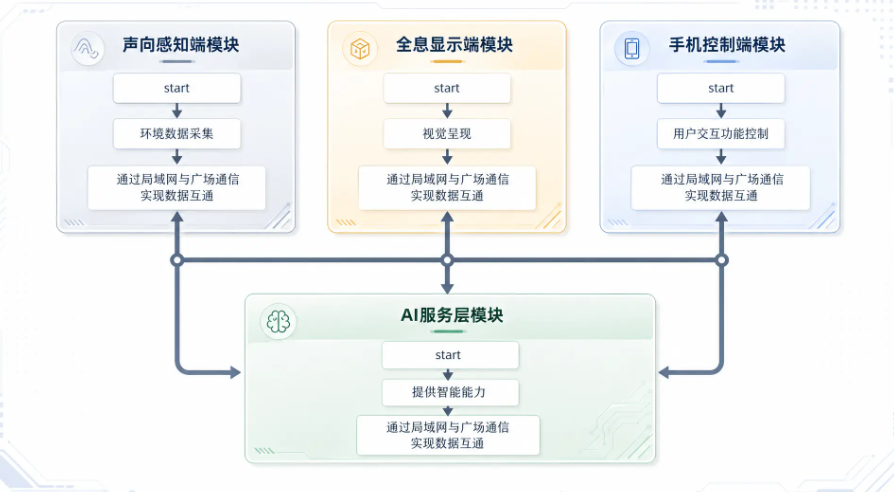 声向感知端模块
start
环境数据采集
通过局域网与广场通信
实现数据互通
全息显示端模块
start
视觉呈现
通过局域网与广场通信
实现数据互通
手机控制端模块
start
用户交互功能控制
通过局域网与广场通信
实现数据互通
AI服务层模块
start
提供智能能力
通过局域网与广场通信
实现数据互通